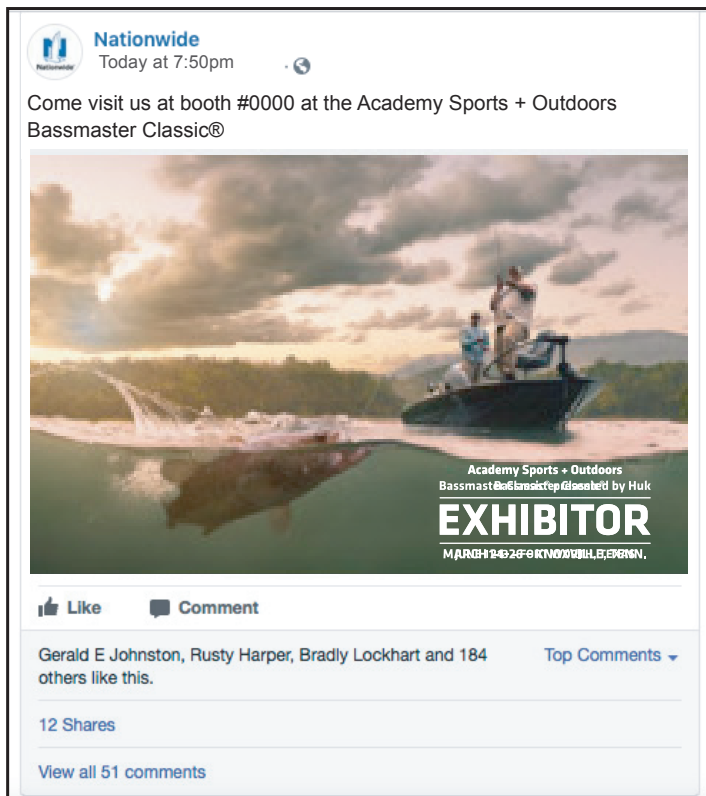 Nationwide
Nationwide
Today at 7:50pm
Come visit us at booth #0000 at the Academy Sports + Outdoors
Bassmaster Classic®
Academy Sports + Outdoors
by Huk
EXHIBITOR
Like
Comment
Gerald E Johnston, Rusty Harper, Bradly Lockhart and 184
others like this.
Top Comments
12 Shares
View all 51 comments